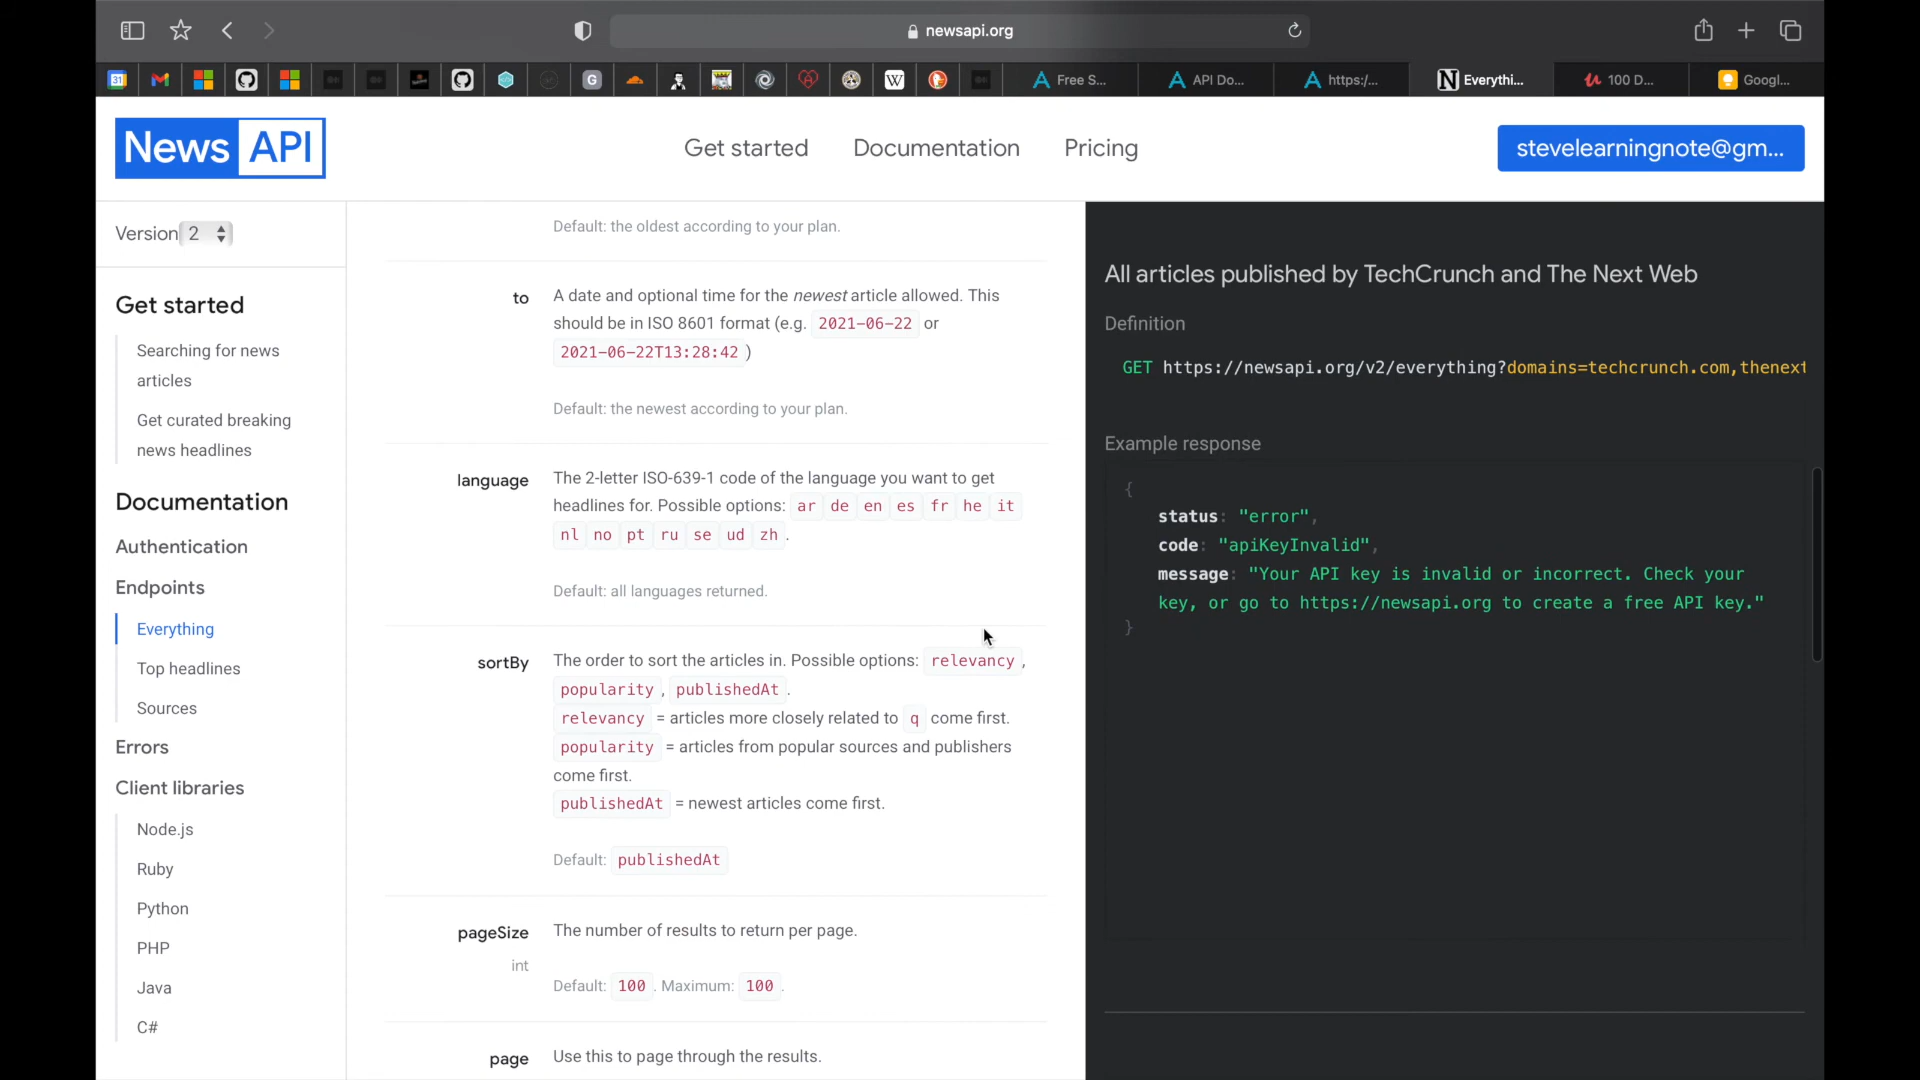 newsapi.org
31
G
W
Free S...
API Do...
https:/...
Everythi...
100 D...
Googl...
News API
Get started
Documentation
Pricing
stevelearningnote@gm...
Version 2
Get started
Searching for news
articles
Get curated breaking
news headlines
Documentation
Authentication
Endpoints
Everything
Top headlines
Sources
Errors
Client libraries
Node.js
Ruby
Python
PHP
Java
C#
Default: the oldest according to your plan.
to
A date and optional time for the newest article allowed. This
should be in ISO 8601 format (e.g. 2021-06-22 or
2021-06-22T13:28:42 )
Default: the newest according to your plan.
language
The 2-letter ISO-639-1 code of the language you want to get
headlines for. Possible options: ar de en es fr he it
nl no pt ru se ud zh .
Default: all languages returned.
sortBy
The order to sort the articles in. Possible options: relevancy ,
popularity , publishedAt .
relevancy = articles more closely related to q come first.
popularity = articles from popular sources and publishers
come first.
publishedAt = newest articles come first.
Default: publishedAt
pageSize
int
The number of results to return per page.
Default: 100 . Maximum: 100 .
page
Use this to page through the results.
All articles published by TechCrunch and The Next Web
Definition
GET https://newsapi.org/v2/everything?domains=techcrunch.com,thenext
Example response
{
status: "error",
code: "apiKeyInvalid",
message: "Your API key is invalid or incorrect. Check your
key, or go to https://newsapi.org to create a free API key."
}